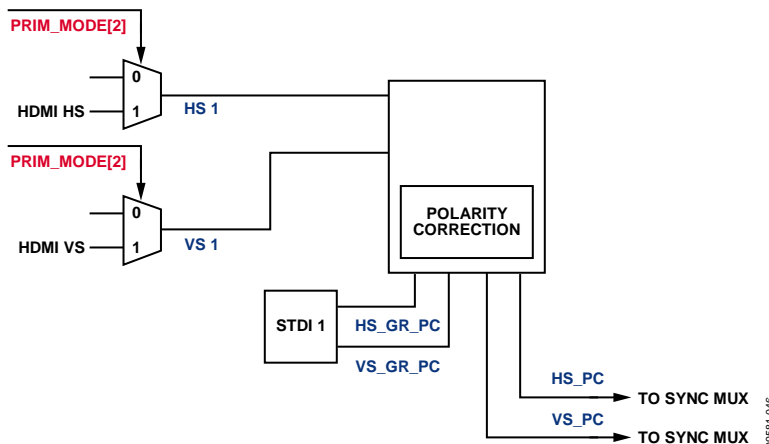 PRIM_MODE[2]
0
HDMI HS
1
HS 1
PRIM_MODE[2]
0
HDMI VS
1
VS 1
POLARITY
CORRECTION
STDI 1
HS_GR_PC
VS_GR_PC
HS_PC
TO SYNC MUX
VS_PC
TO SYNC MUX